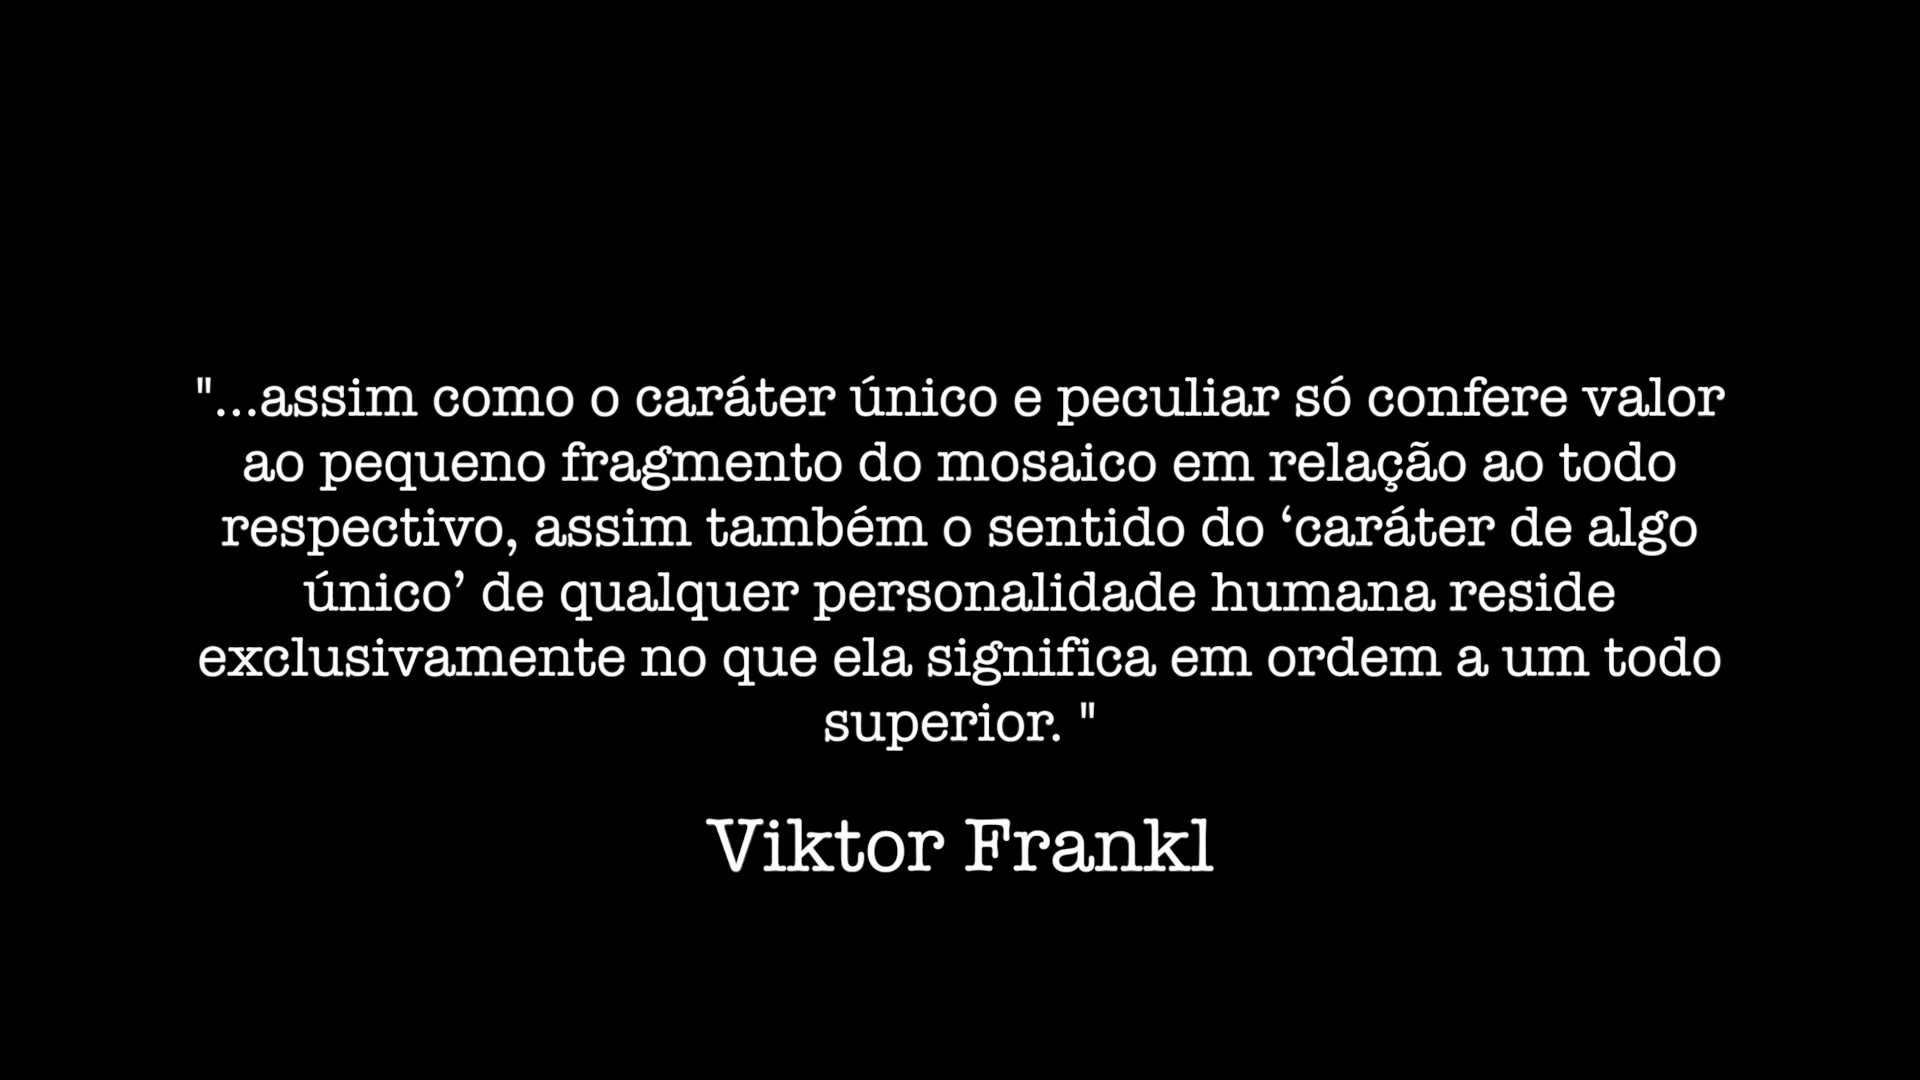 "...assim como o caráter único e peculiar só confere valor
ao pequeno fragmento do mosaico em relação ao todo
respectivo, assim também o sentido do ‘caráter de algo
único’ de qualquer personalidade humana reside
exclusivamente no que ela significa em ordem a um todo
superior. "
Viktor Frankl